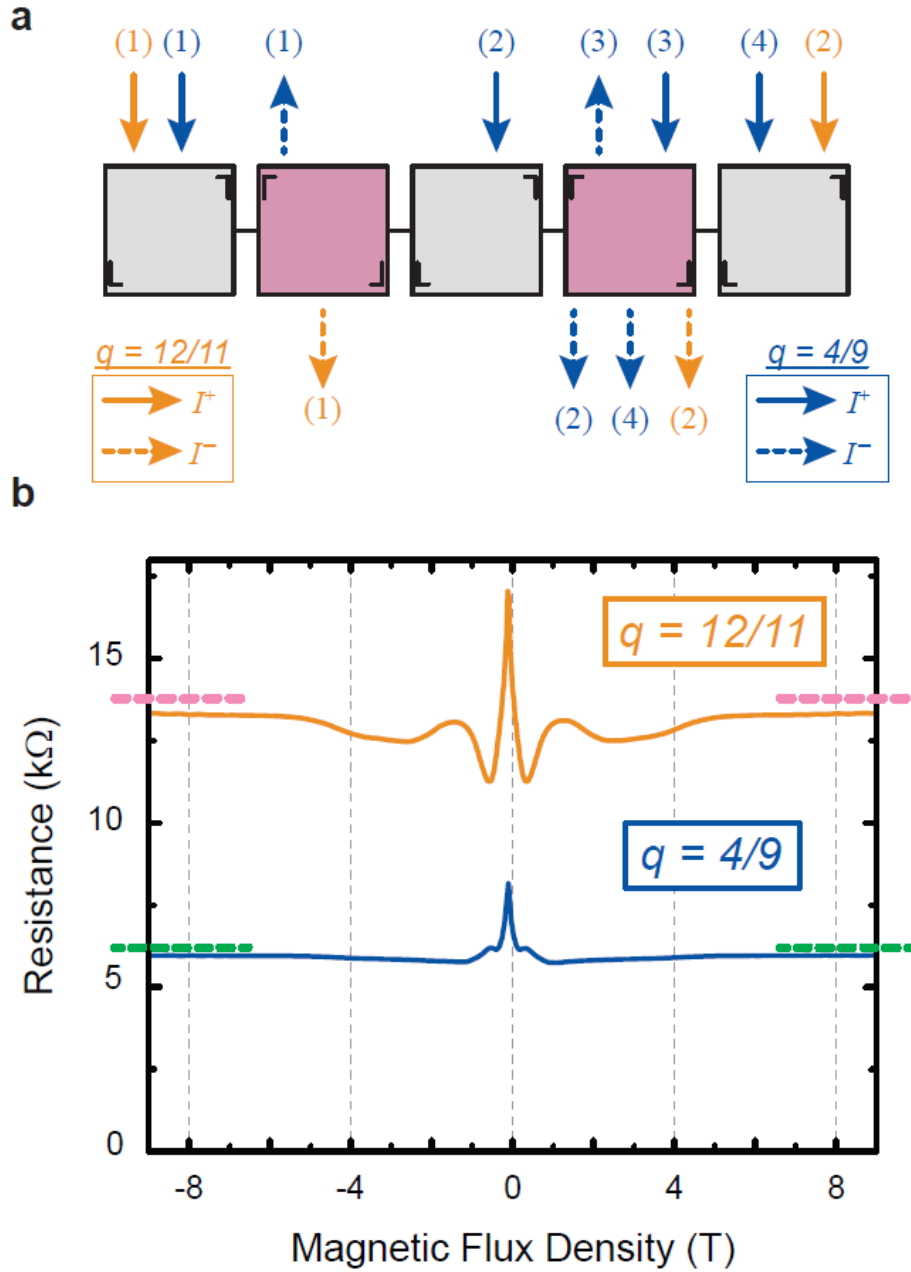 a
(1) (1) (1) (2) (3) (3) (4) (2)
(1) (2) (4) (2)
q = 12/11
I+
I−
q = 4/9
I+
I−
b
q = 12/11
q = 4/9
15
10
5
0
Resistance (kΩ)
-8 -4 0 4 8
Magnetic Flux Density (T)